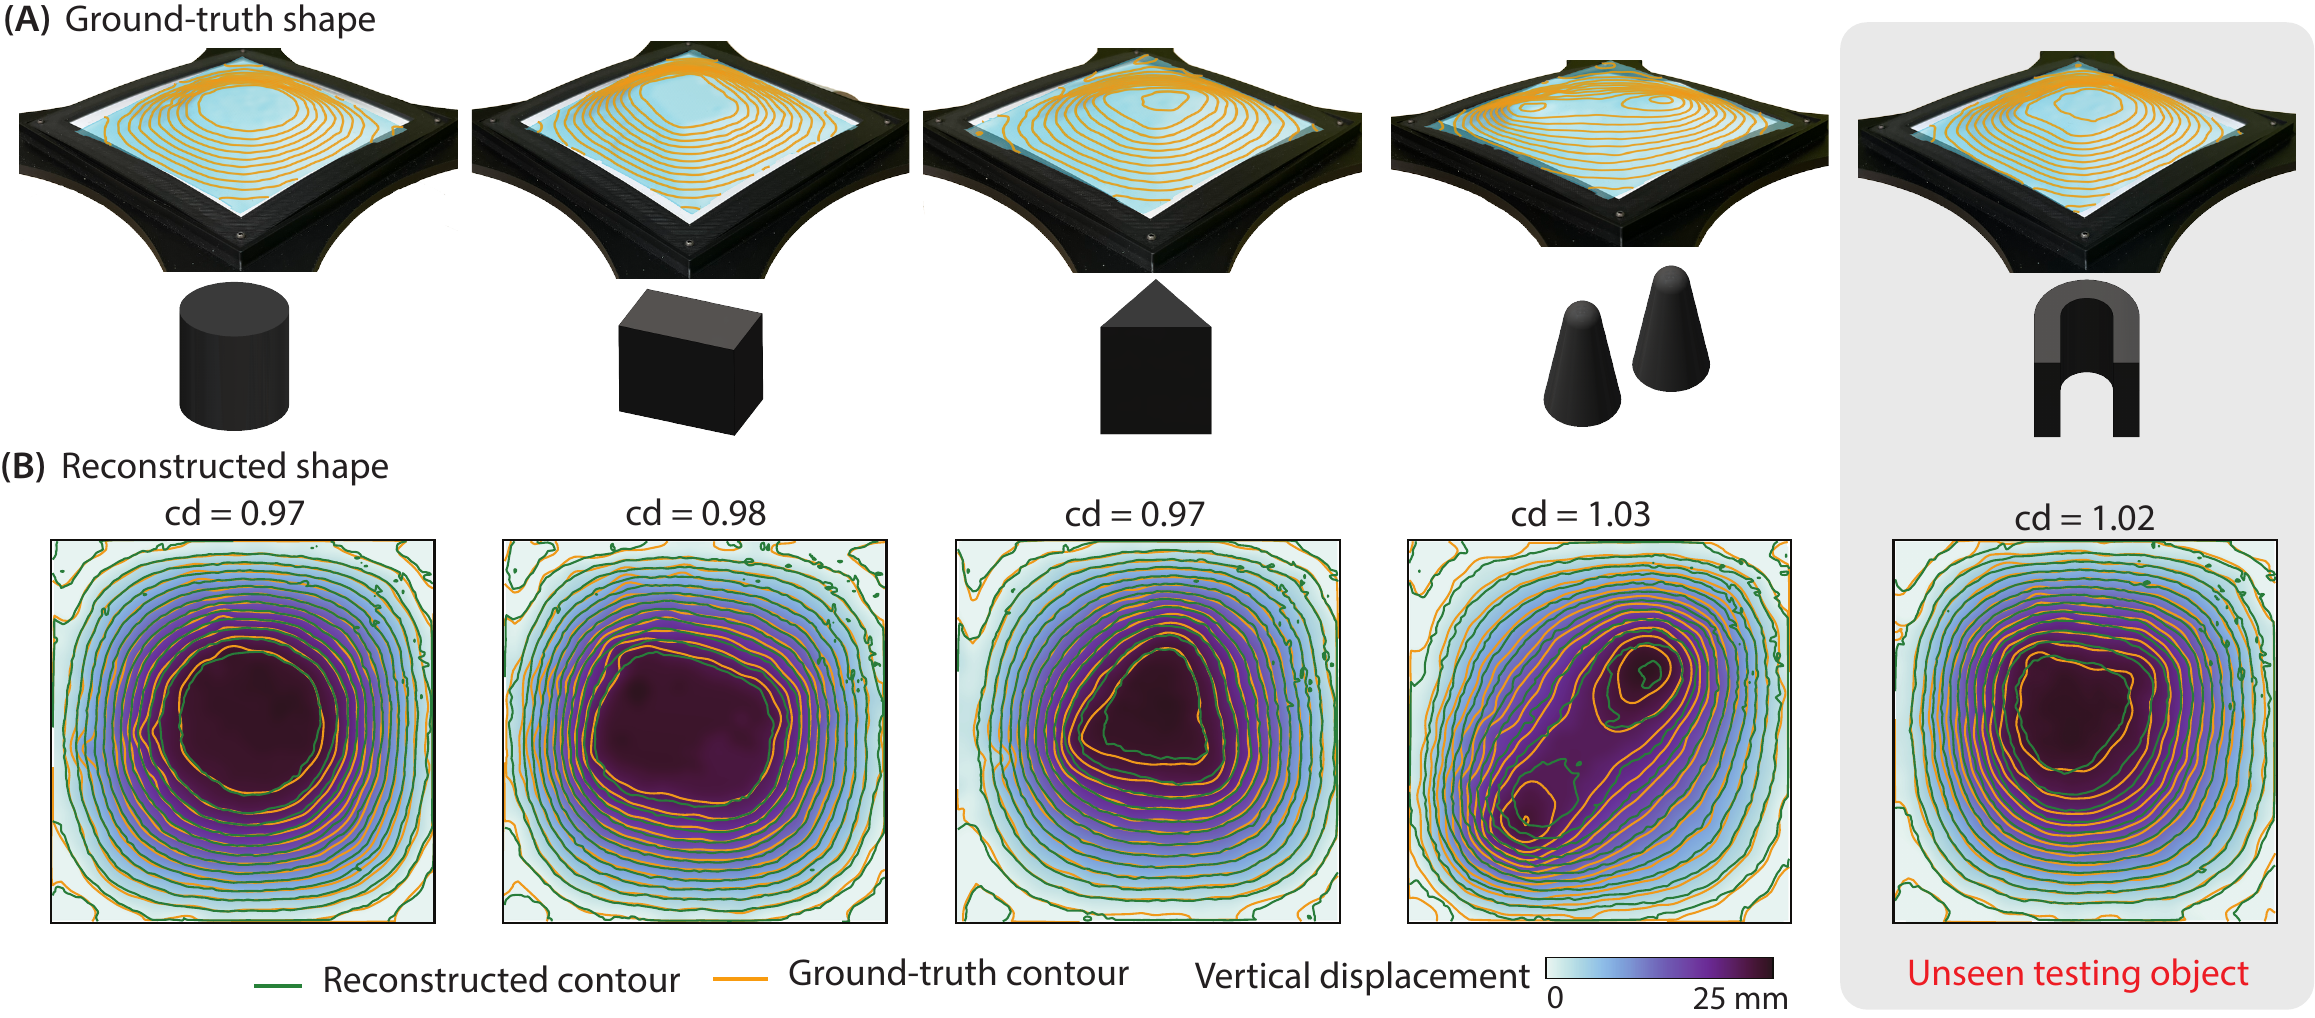 (A) Ground-truth shape
(B) Reconstructed shape
cd = 0.97
cd = 0.98
cd = 0.97
cd = 1.03
cd = 1.02
Reconstructed contour
Ground-truth contour
Vertical displacement
0
25 mm
Unseen testing object